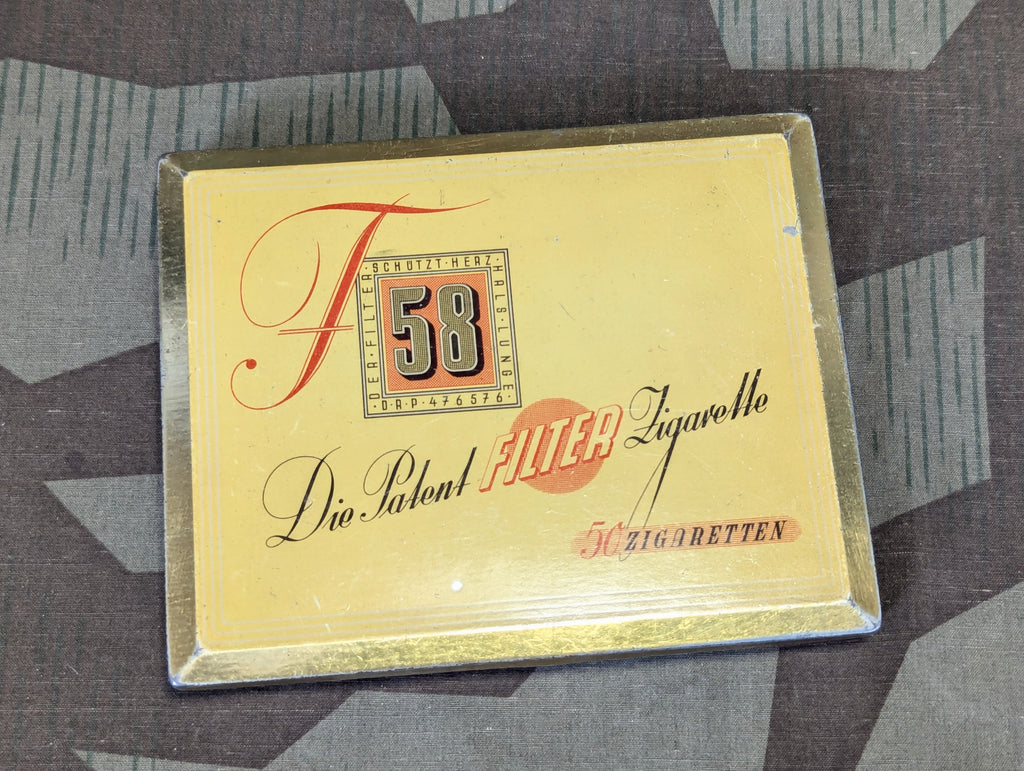 F
58
DER·FILTER·SCHÜTZT·HERZ·HALS·LUNGE·
D·R·P·476576·
Die Patent FILTER Zigarette
50 ZIGARETTEN